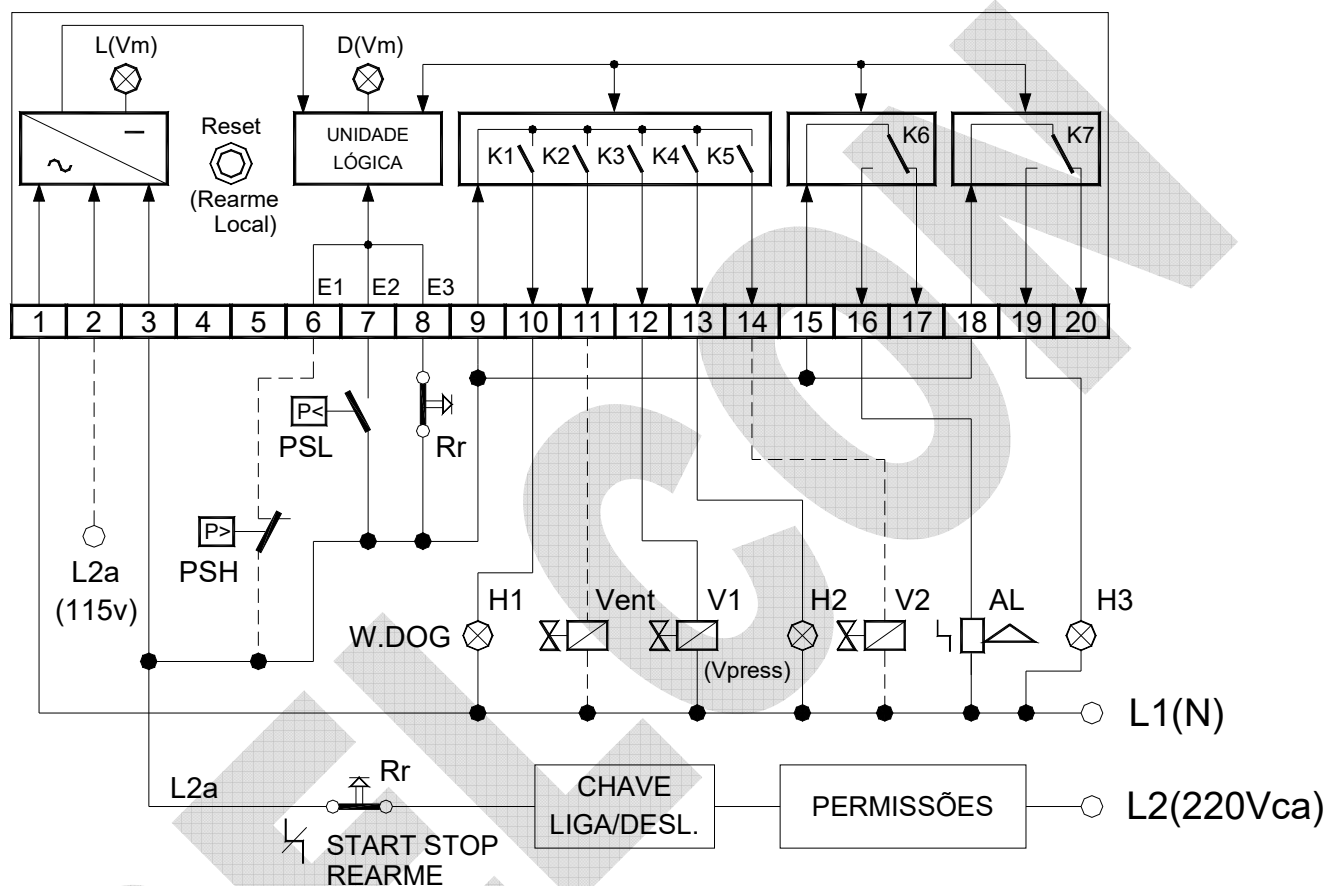 L(Vm)
D(Vm)
Reset
(Rearme
Local)
UNIDADE
LÓGICA
K1
K2
K3
K4
K5
K6
K7
E1
E2
E3
1 2 3 4 5 6 7 8 9 10 11 12 13 14 15 16 17 18 19 20
P<
PSL
Rr
P>
PSH
L2a
(115v)
H1
Vent
V1
H2
V2
AL
H3
W.DOG
(Vpress)
L1(N)
L2a
Rr
CHAVE
LIGA/DESL.
PERMISSÕES
L2(220Vca)
START STOP
REARME
ELCON